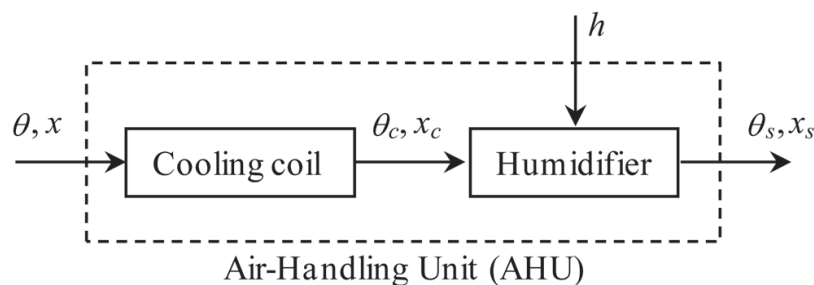 h
θ, x
θc, xc
θs, xs
Cooling coil
Humidifier
Air-Handling Unit (AHU)